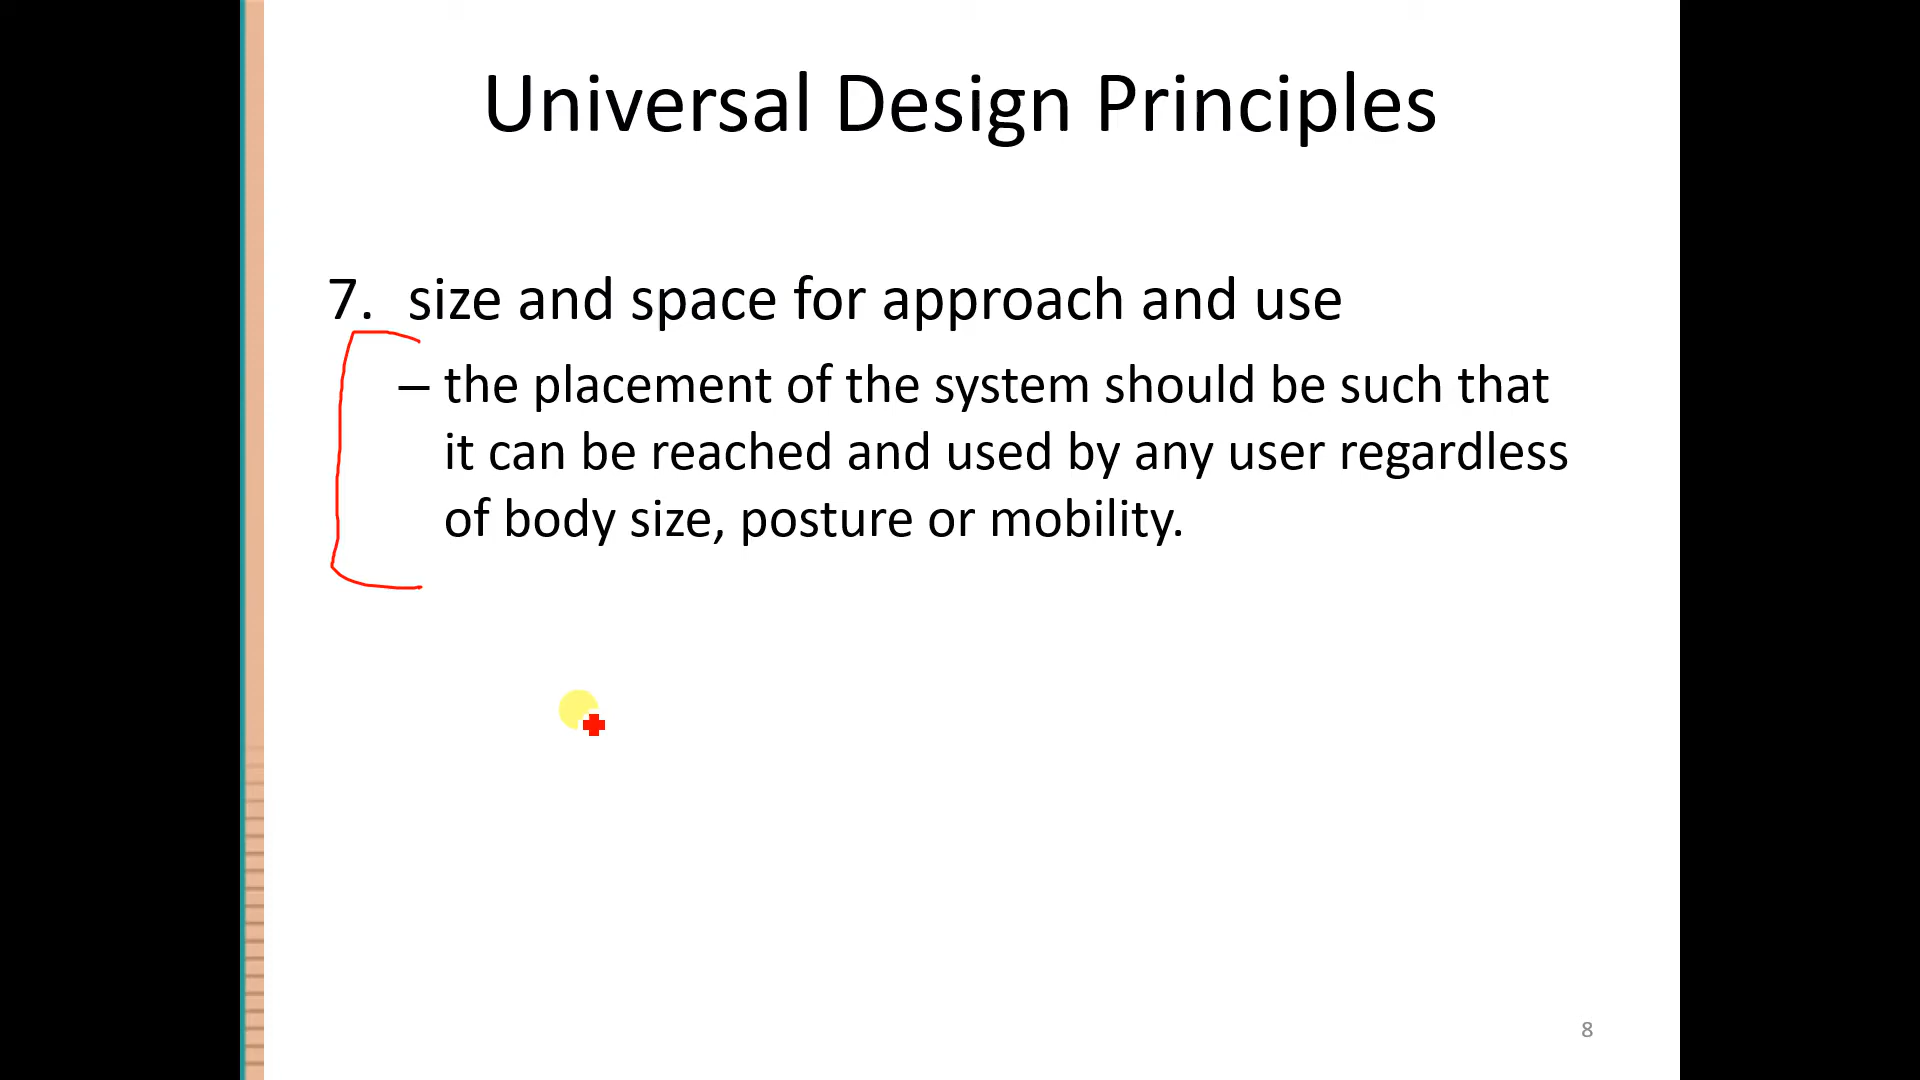 Universal Design Principles
7. size and space for approach and use
– the placement of the system should be such that
it can be reached and used by any user regardless
of body size, posture or mobility.
8